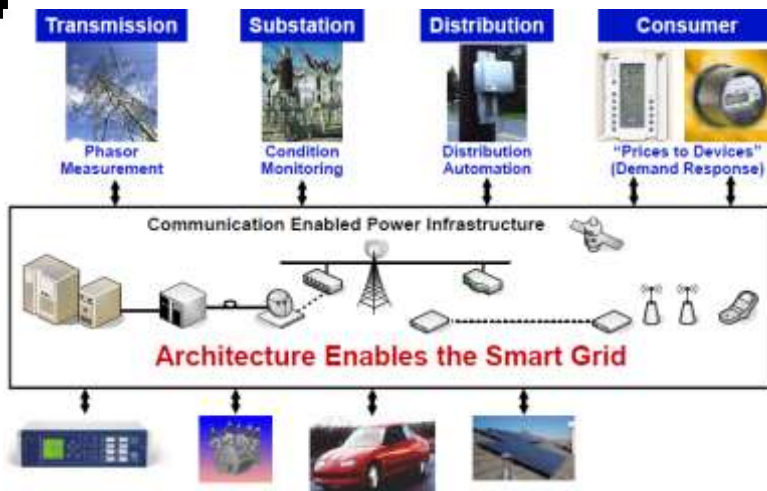 Transmission
Substation
Distribution
Consumer
Phasor
Measurement
Condition
Monitoring
Distribution
Automation
“Prices to Devices”
(Demand Response)
Communication Enabled Power Infrastructure
Architecture Enables the Smart Grid